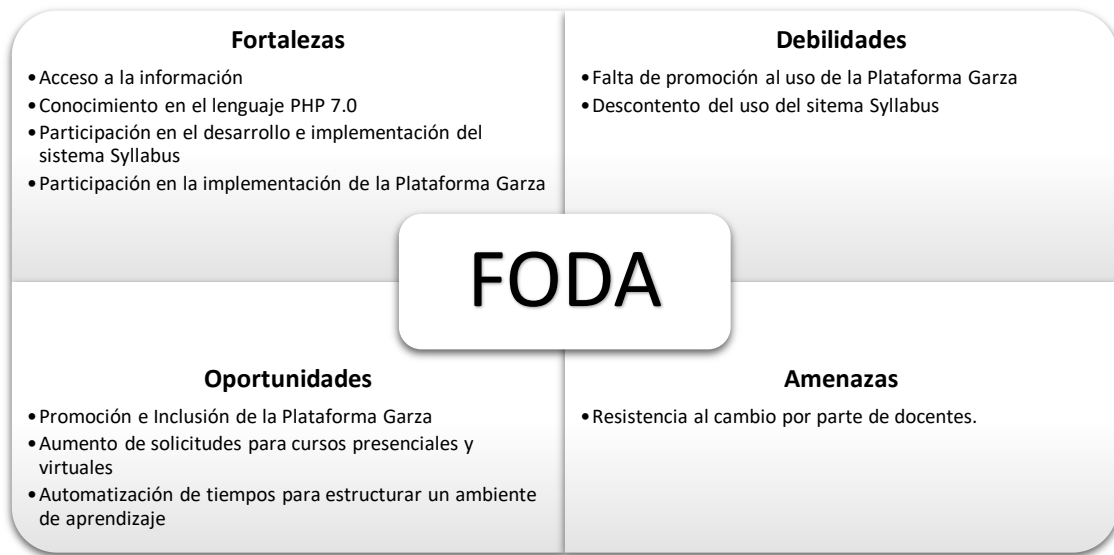 Fortalezas
•Acceso a la información
•Conocimiento en el lenguaje PHP 7.0
•Participación en el desarrollo e implementación del
sistema Syllabus
•Participación en la implementación de la Plataforma Garza
Debilidades
•Falta de promoción al uso de la Plataforma Garza
•Descontento del uso del sitema Syllabus
FODA
Oportunidades
•Promoción e Inclusión de la Plataforma Garza
•Aumento de solicitudes para cursos presenciales y
virtuales
•Automatización de tiempos para estructurar un ambiente
de aprendizaje
Amenazas
•Resistencia al cambio por parte de docentes.